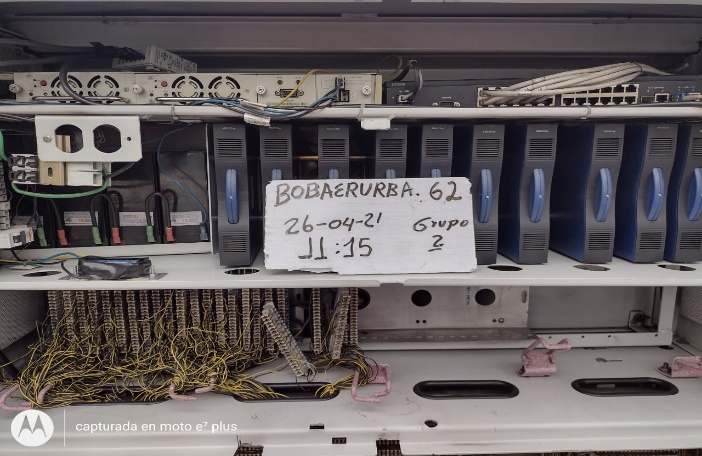 BOBAERURBA..62
26-04-21 Grupo
11:15 2
capturada en moto e⁷ plus